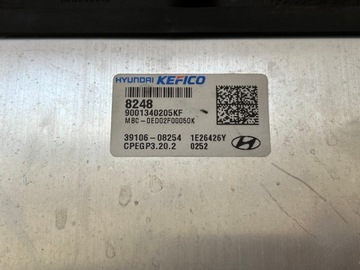 HYUNDAI KEFICO
8248
9001340205KF
M8C-0ED02F00050K
39106-08254 1E26426Y
CPEGP3.20.2 0252